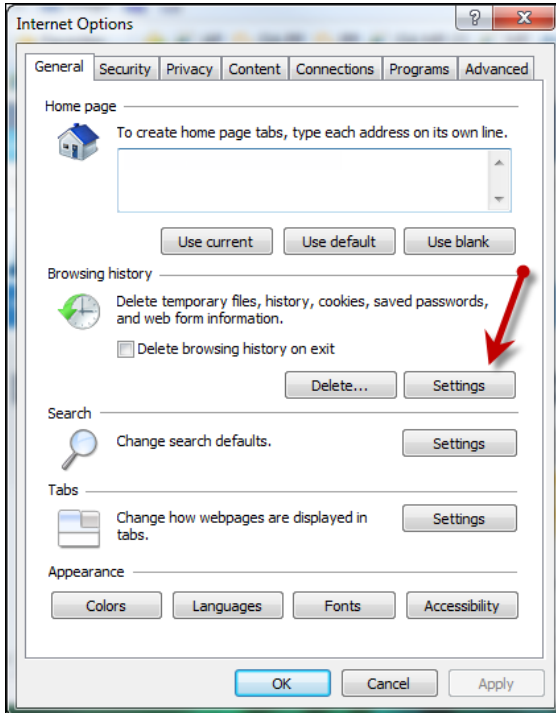 Internet Options
?
X
General Security Privacy Content Connections Programs Advanced
Home page
To create home page tabs, type each address on its own line.
Use current Use default Use blank
Browsing history
Delete temporary files, history, cookies, saved passwords,
and web form information.
Delete browsing history on exit
Delete... Settings
Search
Change search defaults. Settings
Tabs
Change how webpages are displayed in Settings
tabs.
Appearance
Colors Languages Fonts Accessibility
OK Cancel Apply